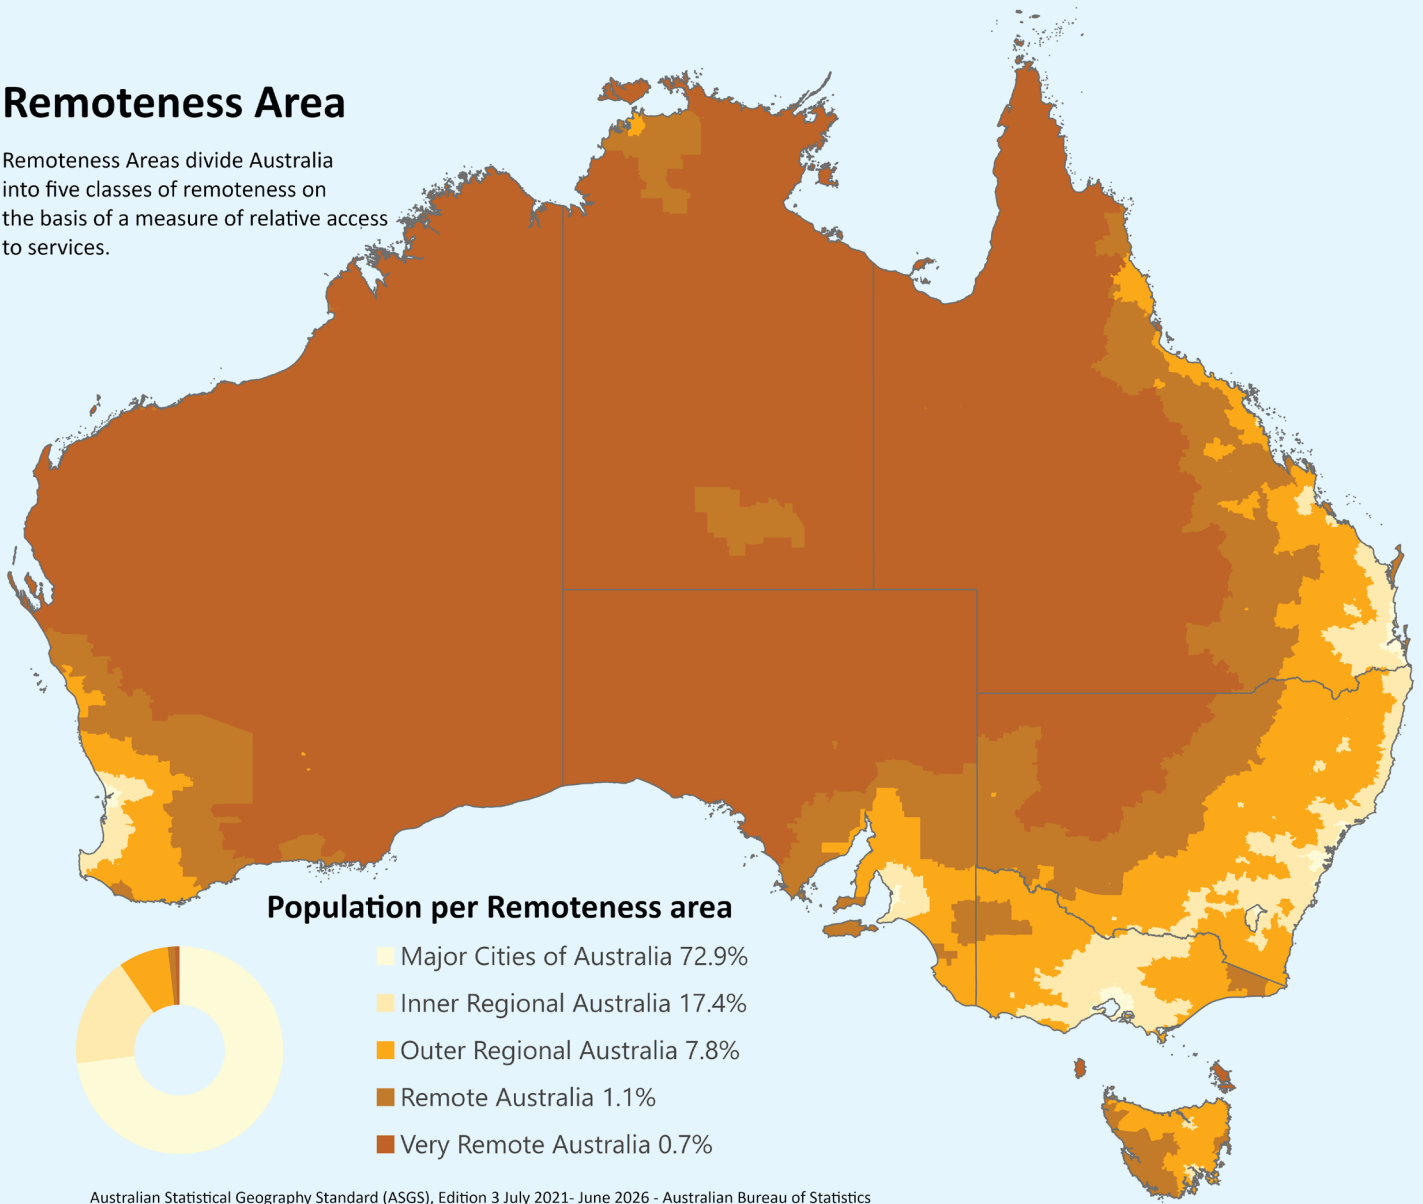 Remoteness Area
Remoteness Areas divide Australia
into five classes of remoteness on
the basis of a measure of relative access
to services.
Population per Remoteness area
Major Cities of Australia 72.9%
Inner Regional Australia 17.4%
Outer Regional Australia 7.8%
Remote Australia 1.1%
Very Remote Australia 0.7%
Australian Statistical Geography Standard (ASGS), Edition 3 July 2021- June 2026 - Australian Bureau of Statistics